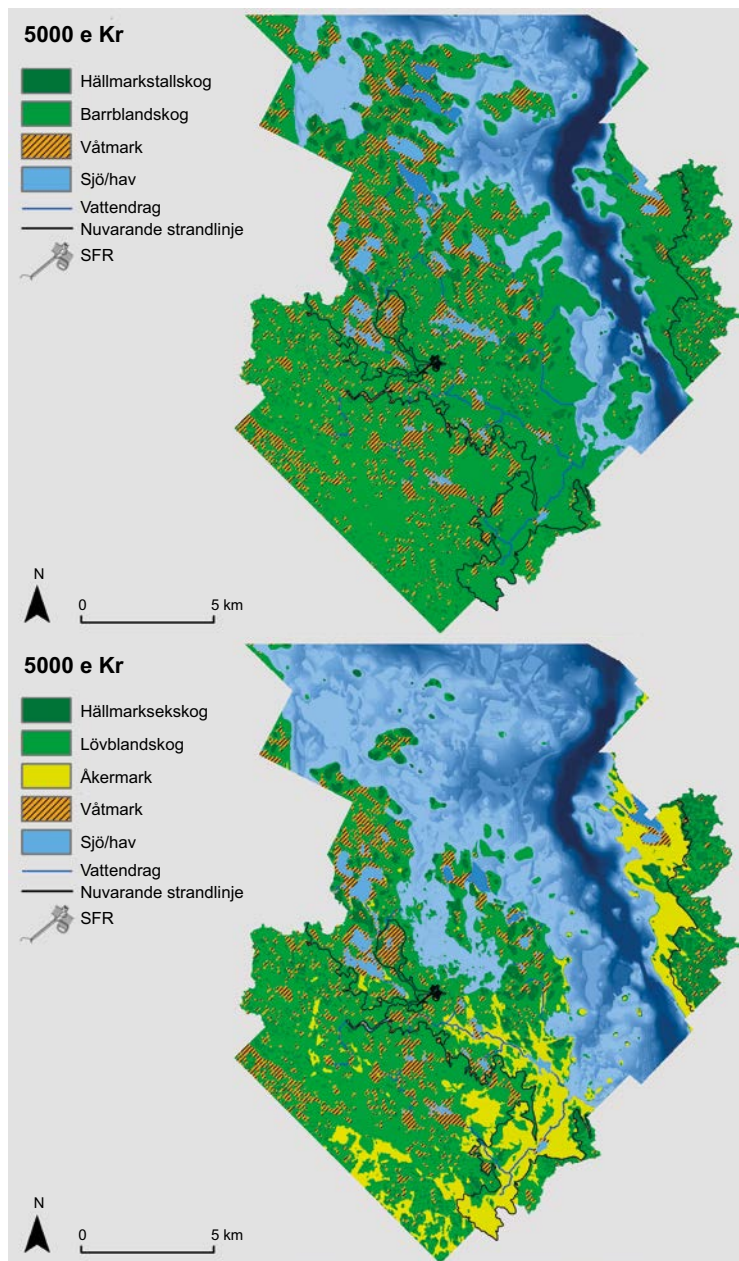 5000 e Kr
Hällmarkstallskog
Barrblandskog
Våtmark
Sjö/hav
Vattendrag
Nuvarande strandlinje
SFR
N
0 5 km
5000 e Kr
Hällmarksekskog
Lövblandskog
Åkermark
Våtmark
Sjö/hav
Vattendrag
Nuvarande strandlinje
SFR
N
0 5 km